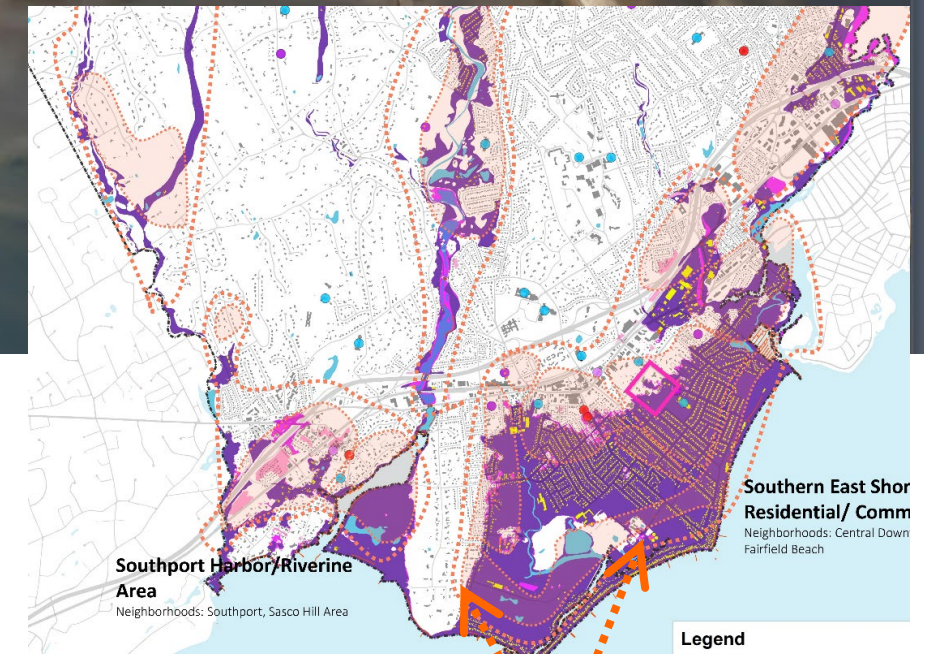 Southern East Shor
Residential/ Comm
Neighborhoods: Central Down
Fairfield Beach
Southport Harbor/Riverine
Area
Neighborhoods: Southport, Sasco Hill Area
Legend